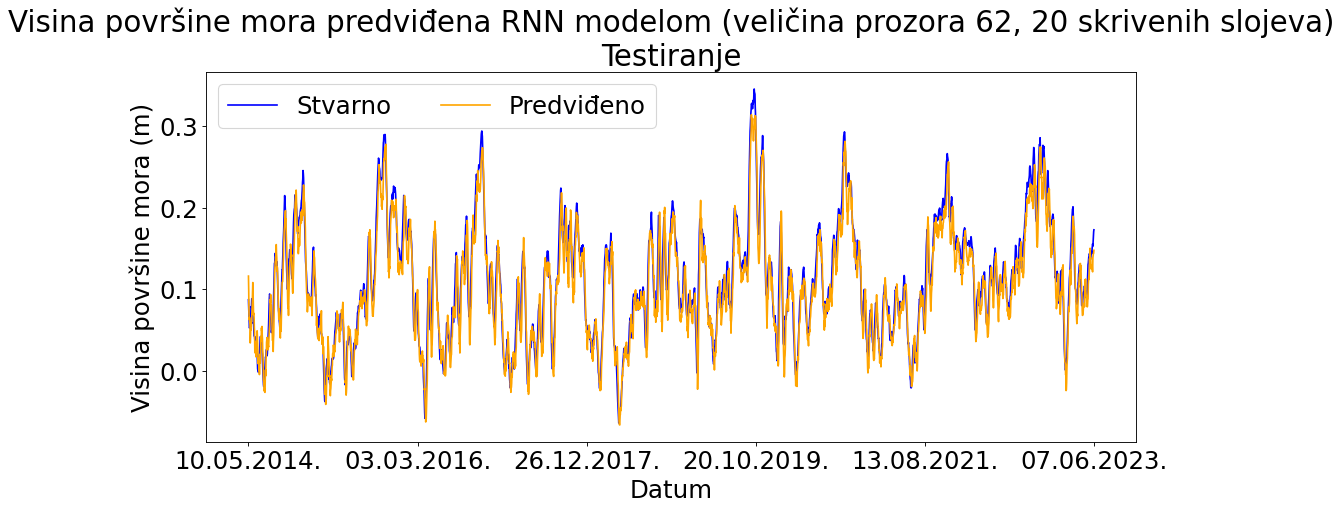 Visina površine mora predviđena RNN modelom (veličina prozora 62, 20 skrivenih slojeva)
Testiranje
Stvarno Predviđeno
Visina površine mora (m)
0.3
0.2
0.1
0.0
10.05.2014. 03.03.2016. 26.12.2017. 20.10.2019. 13.08.2021. 07.06.2023.
Datum